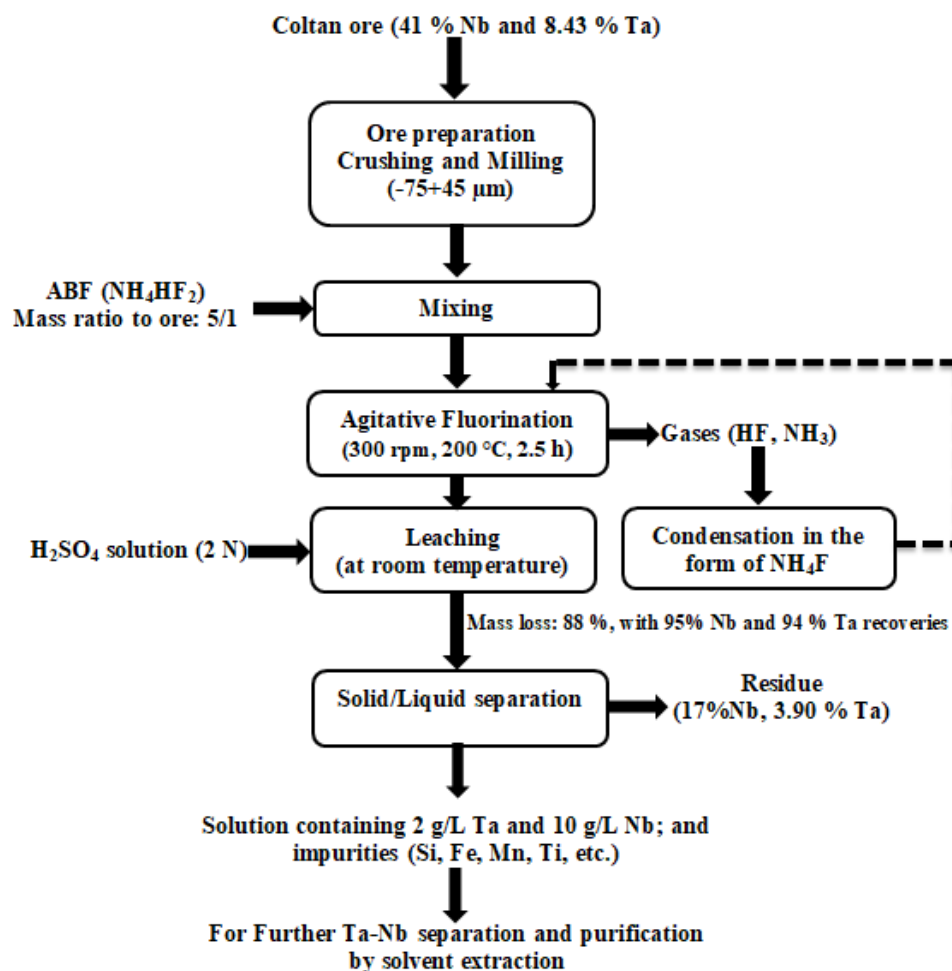 Coltan ore (41 % Nb and 8.43 % Ta)
Ore preparation
Crushing and Milling
(-75+45 µm)
ABF (NH₄HF₂)
Mass ratio to ore: 5/1
Mixing
Agitative Fluorination
(300 rpm, 200 °C, 2.5 h)
Gases (HF, NH₃)
H₂SO₄ solution (2 N)
Leaching
(at room temperature)
Condensation in the
form of NH₄F
Mass loss: 88 %, with 95% Nb and 94 % Ta recoveries
Solid/Liquid separation
Residue
(17%Nb, 3.90 % Ta)
Solution containing 2 g/L Ta and 10 g/L Nb; and
impurities (Si, Fe, Mn, Ti, etc.)
For Further Ta-Nb separation and purification
by solvent extraction